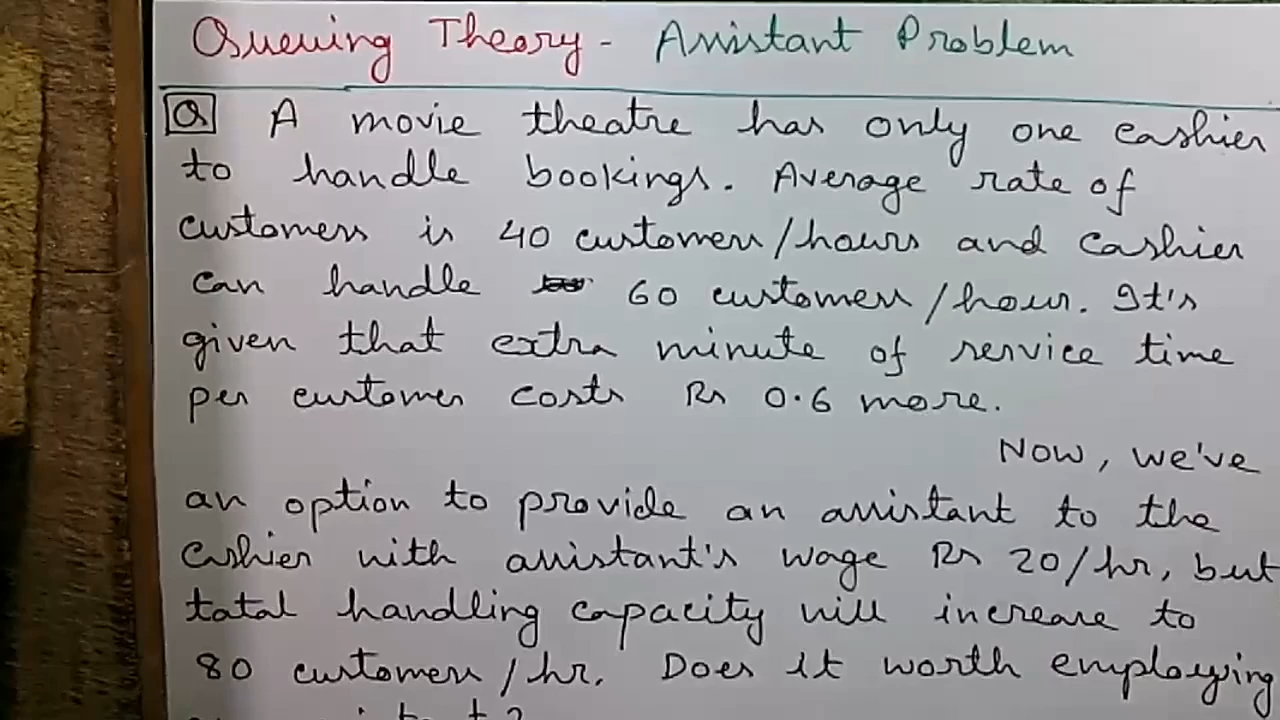 Queuing Theory - Assistant Problem
Q A movie theatre has only one cashier
to handle bookings. Average rate of
customers is 40 customers/hours and cashier
can handle 60 customers/hour. It's
given that extra minute of service time
per customer costs Rs 0.6 more.
Now, we've
an option to provide an assistant to the
cashier with assistant's wage Rs 20/hr, but
tatal handling capacity will increase to
80 customers/hr. Does it worth employing